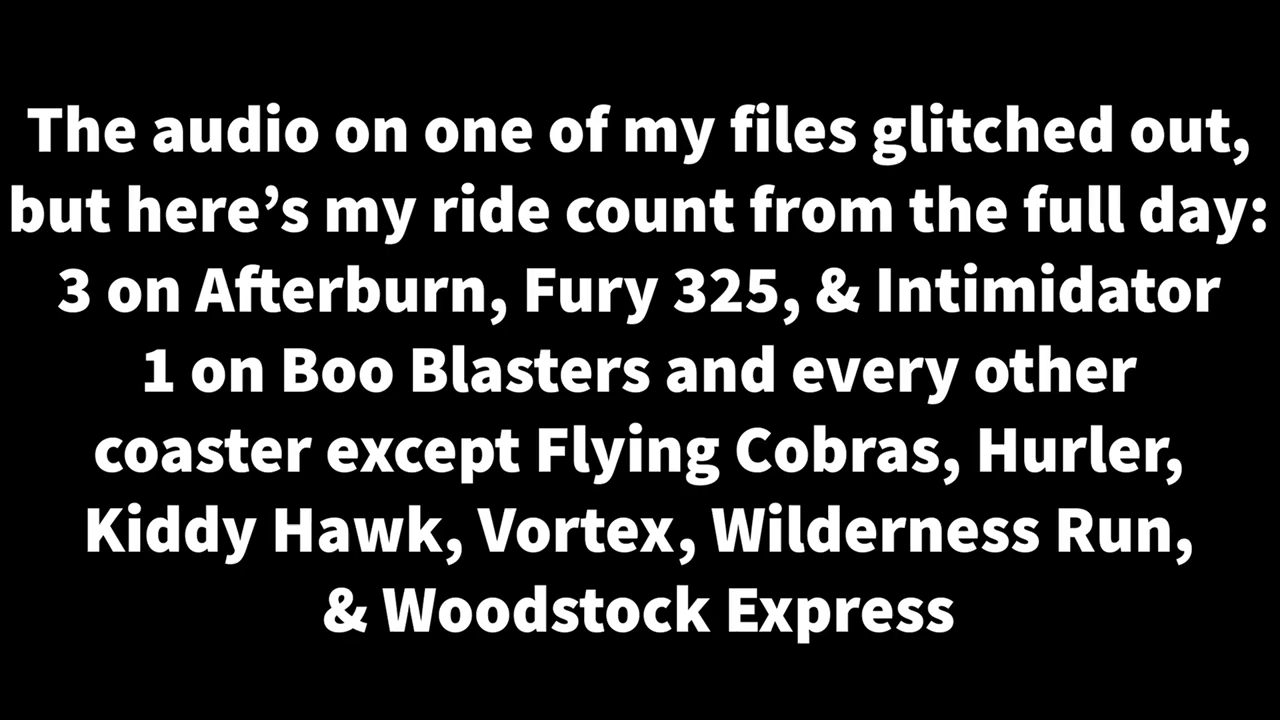 The audio on one of my files glitched out,
but here’s my ride count from the full day:
3 on Afterburn, Fury 325, & Intimidator
1 on Boo Blasters and every other
coaster except Flying Cobras, Hurler,
Kiddy Hawk, Vortex, Wilderness Run,
& Woodstock Express